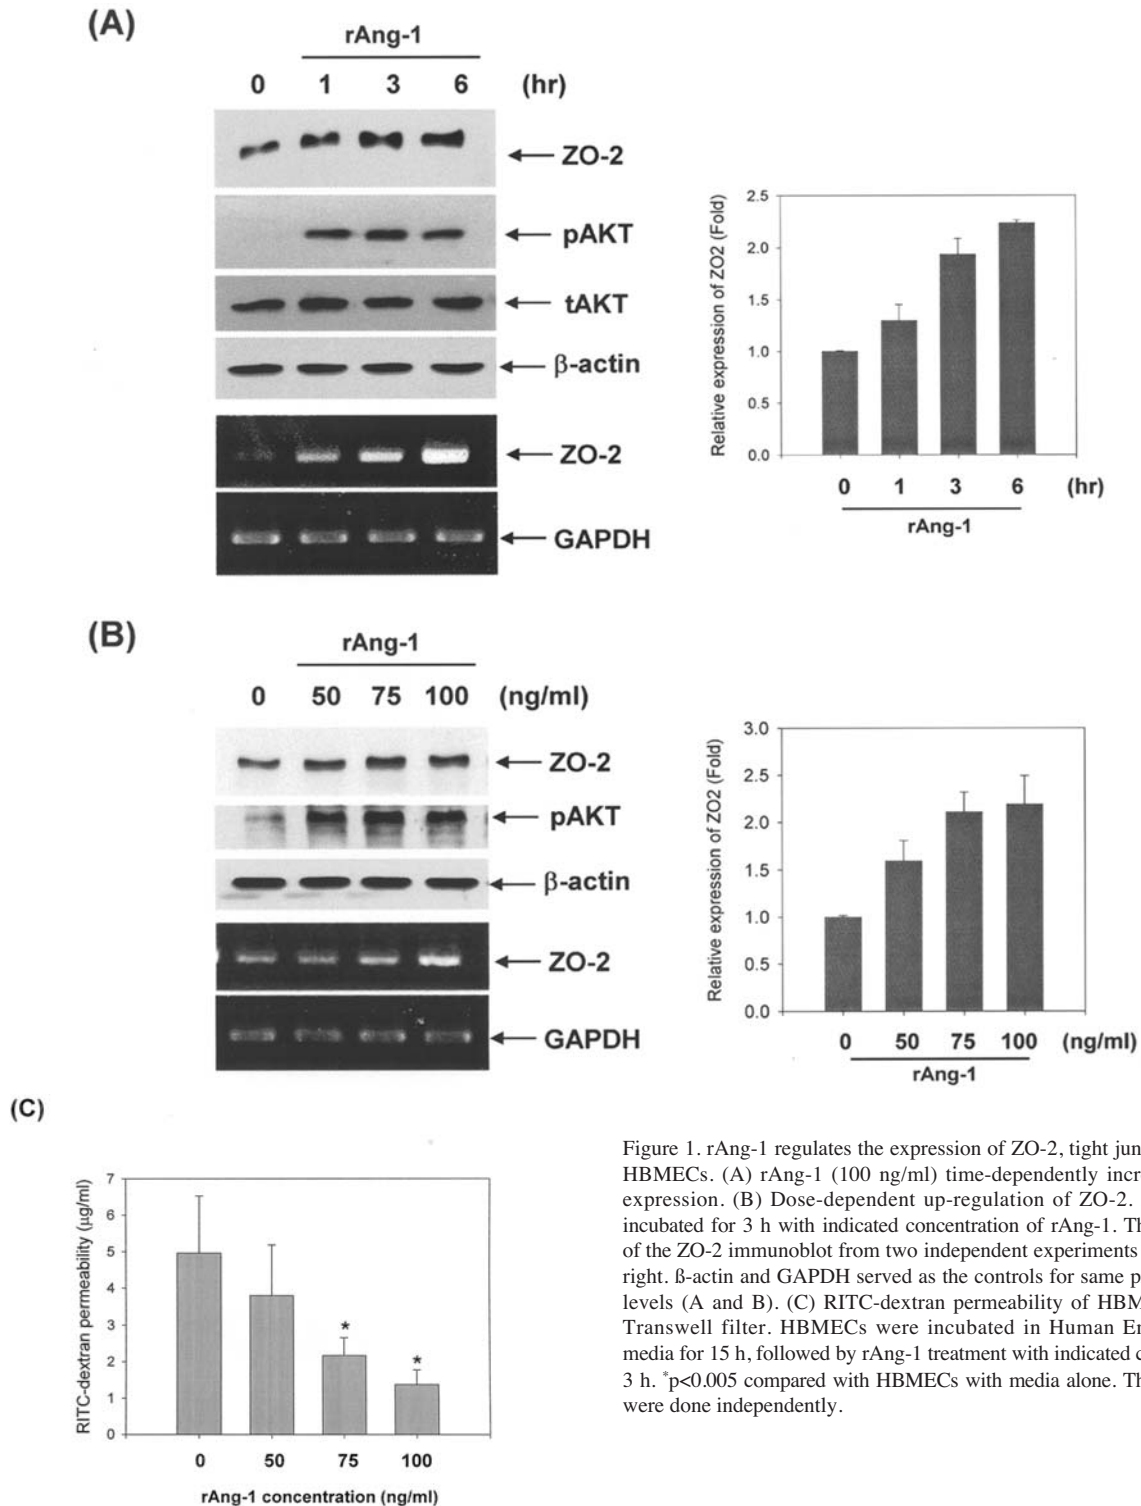 (A)
rAng-1
0 1 3 6 (hr)
ZO-2
pAKT
tAKT
β-actin
ZO-2
GAPDH
Relative expression of ZO2 (Fold)
2.5
2.0
1.5
1.0
0.5
0.0
0 1 3 6 (hr)
rAng-1
(B)
rAng-1
0 50 75 100 (ng/ml)
ZO-2
pAKT
β-actin
ZO-2
GAPDH
Relative expression of ZO2 (Fold)
3.0
2.5
2.0
1.5
1.0
0.5
0.0
0 50 75 100 (ng/ml)
rAng-1
(C)
RITC-dextran permeability (µg/ml)
7
6
5
4
3
2
1
0
* *
0 50 75 100
rAng-1 concentration (ng/ml)
Figure 1. rAng-1 regulates the expression of ZO-2, tight jun
HBMECs. (A) rAng-1 (100 ng/ml) time-dependently incr
expression. (B) Dose-dependent up-regulation of ZO-2.
incubated for 3 h with indicated concentration of rAng-1. Th
of the ZO-2 immunoblot from two independent experiments
right. ß-actin and GAPDH served as the controls for same p
levels (A and B). (C) RITC-dextran permeability of HBM
Transwell filter. HBMECs were incubated in Human En
media for 15 h, followed by rAng-1 treatment with indicated c
3 h. *p<0.005 compared with HBMECs with media alone. Th
were done independently.